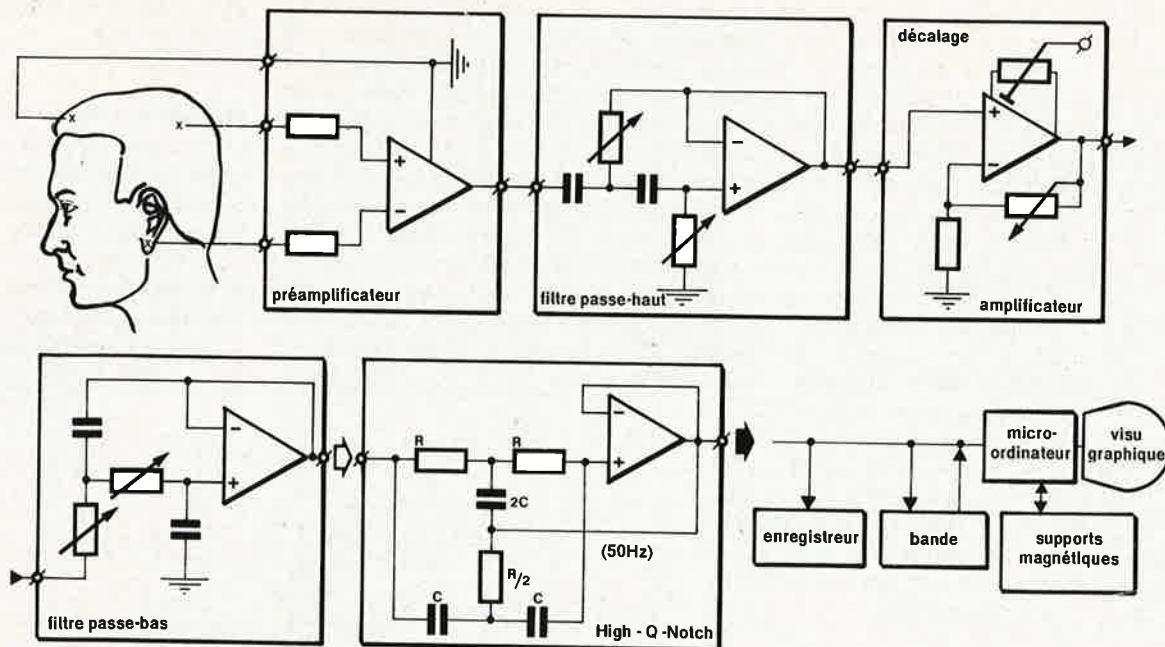 décalage
préamplificateur
filtre passe-haut
amplificateur
R
R
2C
R/2
C
C
(50Hz)
filtre passe-bas
High - Q -Notch
enregistreur
bande
micro-
ordinateur
visu
graphique
supports
magnétiques